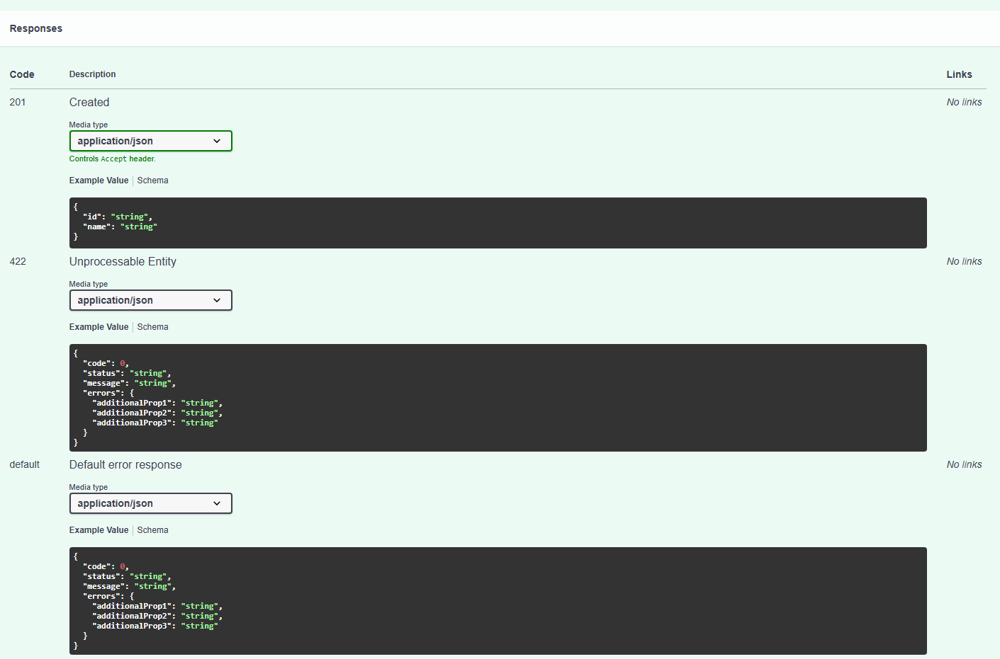 Responses
Code Description Links
201 Created No links
Media type
application/json
Controls Accept header.
Example Value Schema
{
  "id": "string",
  "name": "string"
}
422 Unprocessable Entity No links
Media type
application/json
Example Value Schema
{
  "code": 0,
  "status": "string",
  "message": "string",
  "errors": {
    "additionalProp1": "string",
    "additionalProp2": "string",
    "additionalProp3": "string"
  }
}
default Default error response No links
Media type
application/json
Example Value Schema
{
  "code": 0,
  "status": "string",
  "message": "string",
  "errors": {
    "additionalProp1": "string",
    "additionalProp2": "string",
    "additionalProp3": "string"
  }
}